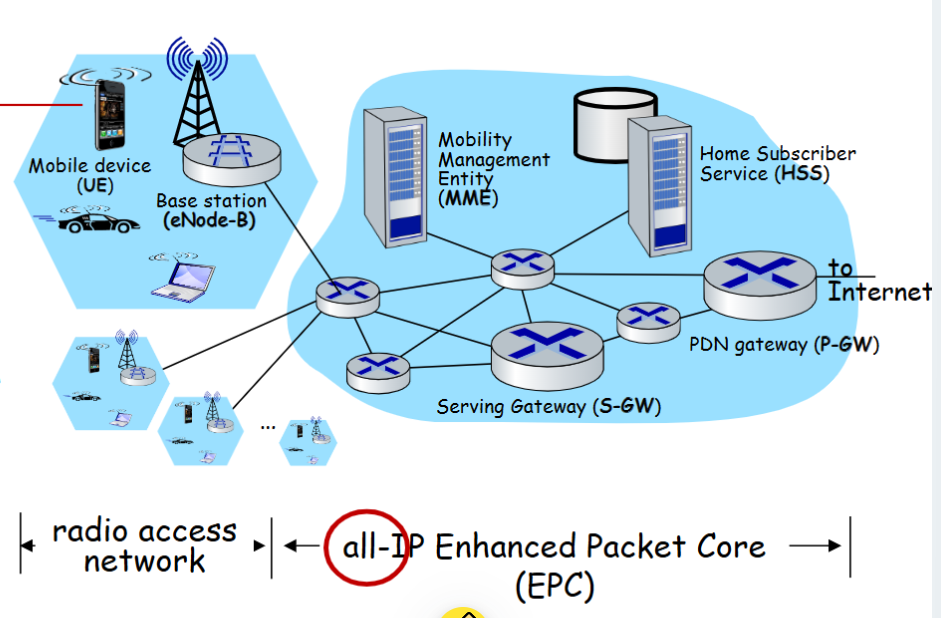 Mobile device
(UE)
Base station
(eNode-B)
Mobility
Management
Entity
(MME)
Home Subscriber
Service (HSS)
to
Internet
PDN gateway (P-GW)
Serving Gateway (S-GW)
...
radio access
network
all-IP Enhanced Packet Core
(EPC)